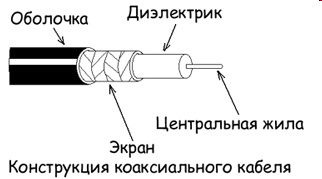 Оболочка
Диэлектрик
Центральная жила
Экран
Конструкция коаксиального кабеля